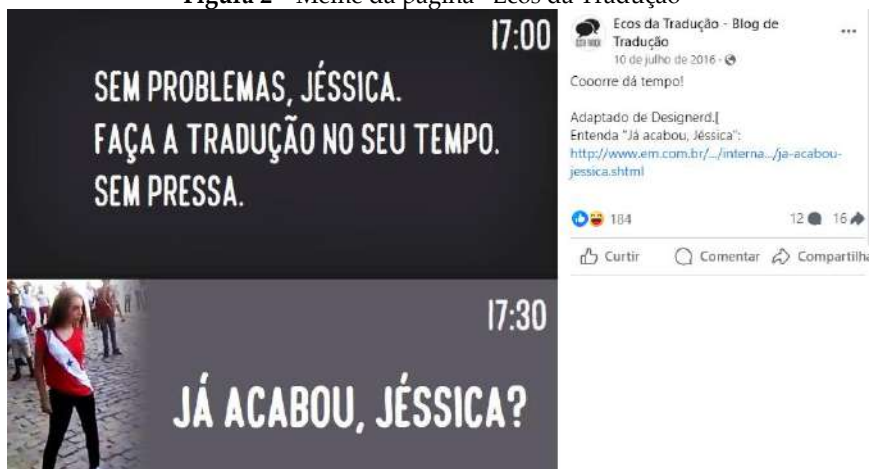 Figura 2 – Meme da página "Ecos da Tradução"
17:00
SEM PROBLEMAS, JÉSSICA.
FAÇA A TRADUÇÃO NO SEU TEMPO.
SEM PRESSA.
17:30
JÁ ACABOU, JÉSSICA?
Ecos da Tradução - Blog de
Tradução
10 de julho de 2016
Cooorre dá tempo!
Adaptado de Designerd.[
Entenda "Já acabou, Jéssica":
http://www.em.com.br/.../interna.../ja-acabou-
jessica.shtml
184
12 16
Curtir Comentar Compartilha